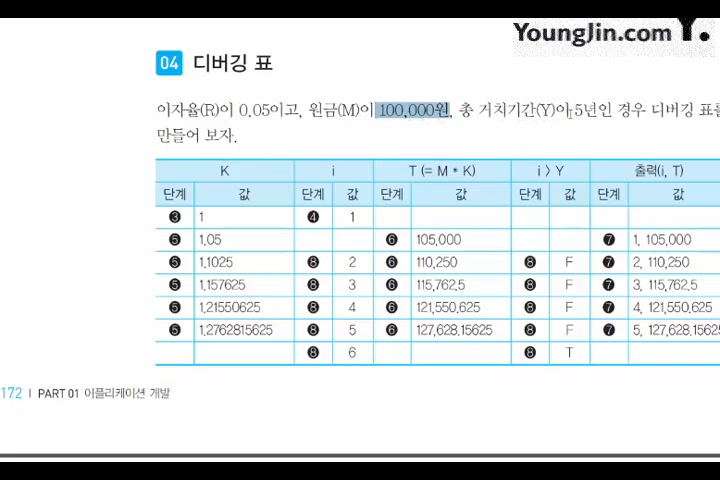 YoungJin.com Y.
04 디버깅 표
이자율(R)이 0.05이고, 원금(M)이 100,000원, 총 거치기간(Y)이 5년인 경우 디버깅 표를
만들어 보자.
K i T (= M * K) i > Y 출력(i, T)
단계 값 단계 값 단계 값 단계 값 단계 값
❸ 1 ❹ 1
❺ 1.05 ❻ 105,000 ❼ 1, 105,000
❺ 1.1025 ❽ 2 ❻ 110,250 ❽ F ❼ 2, 110,250
❺ 1.157625 ❽ 3 ❻ 115,762.5 ❽ F ❼ 3, 115,762.5
❺ 1.21550625 ❽ 4 ❻ 121,550.625 ❽ F ❼ 4, 121,550.625
❺ 1.2762815625 ❽ 5 ❻ 127,628.15625 ❽ F ❼ 5, 127,628.15625
❽ 6 ❽ T
172 | PART 01 어플리케이션 개발